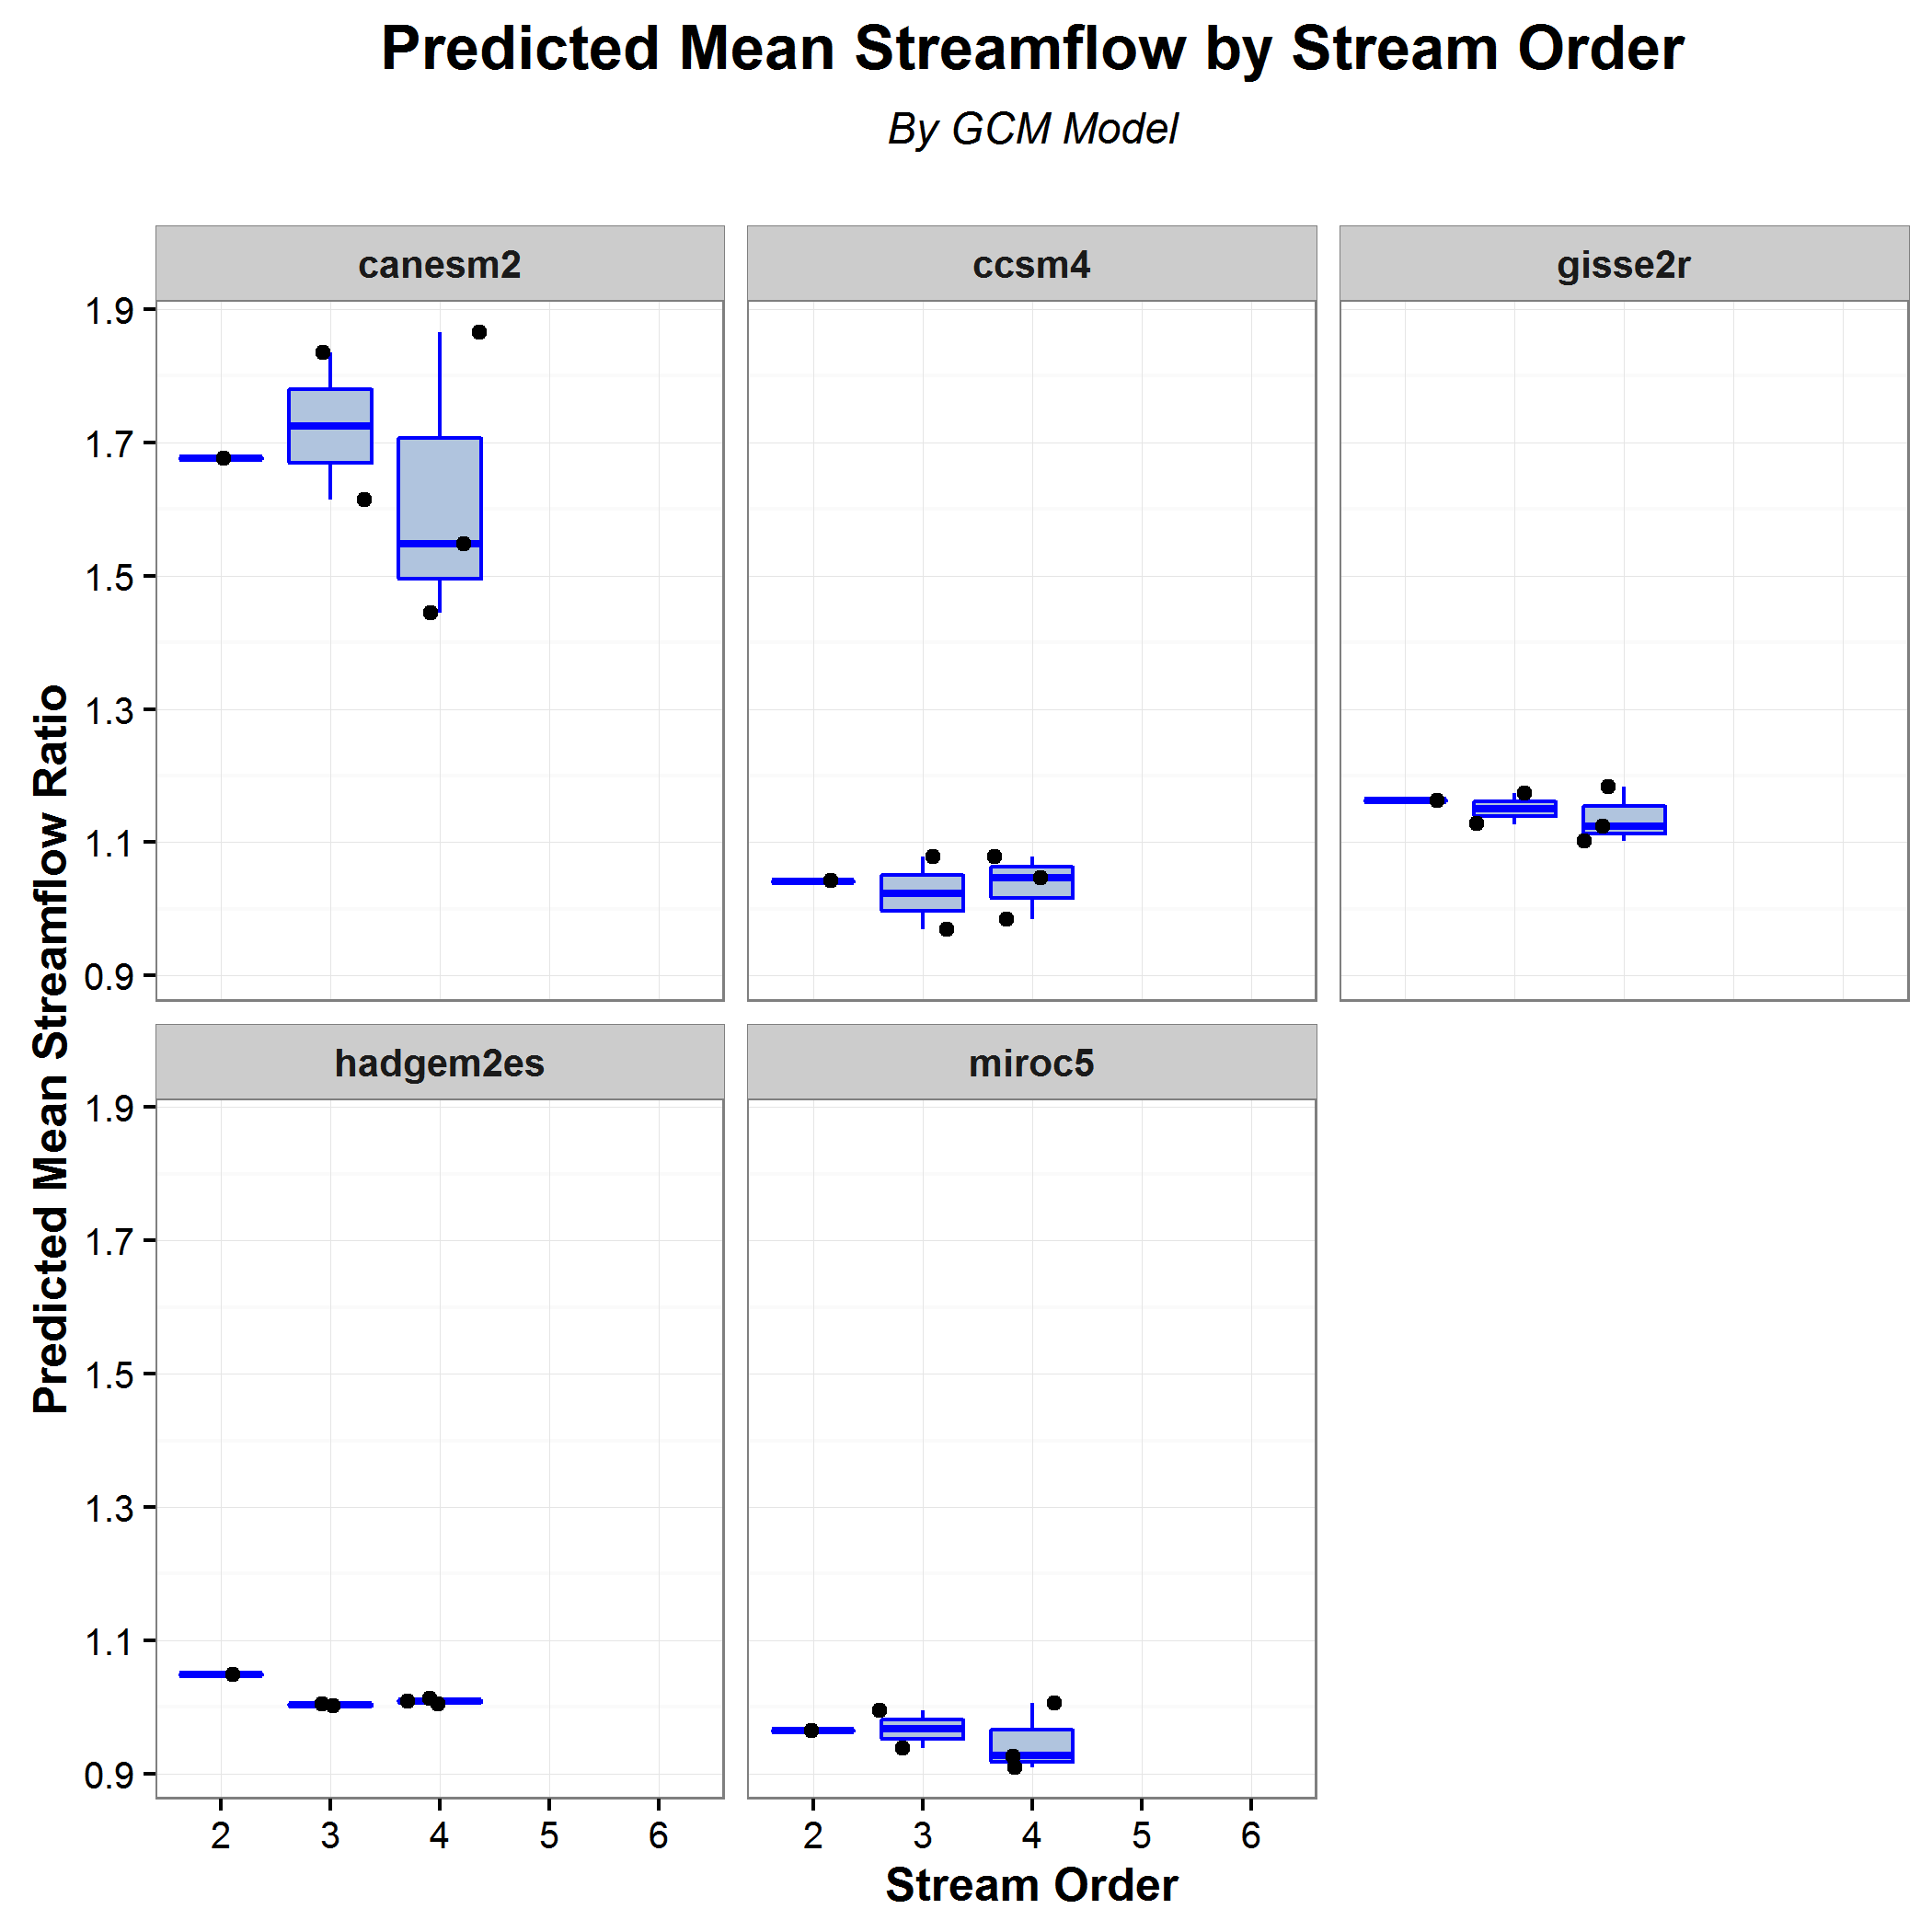 Predicted Mean Streamflow by Stream Order
By GCM Model
canesm2
ccsm4
gisse2r
1.9
1.7
1.5
1.3
1.1
0.9
Predicted Mean Streamflow Ratio
hadgem2es
miroc5
1.9
1.7
1.5
1.3
1.1
0.9
2 3 4 5 6
2 3 4 5 6
Stream Order